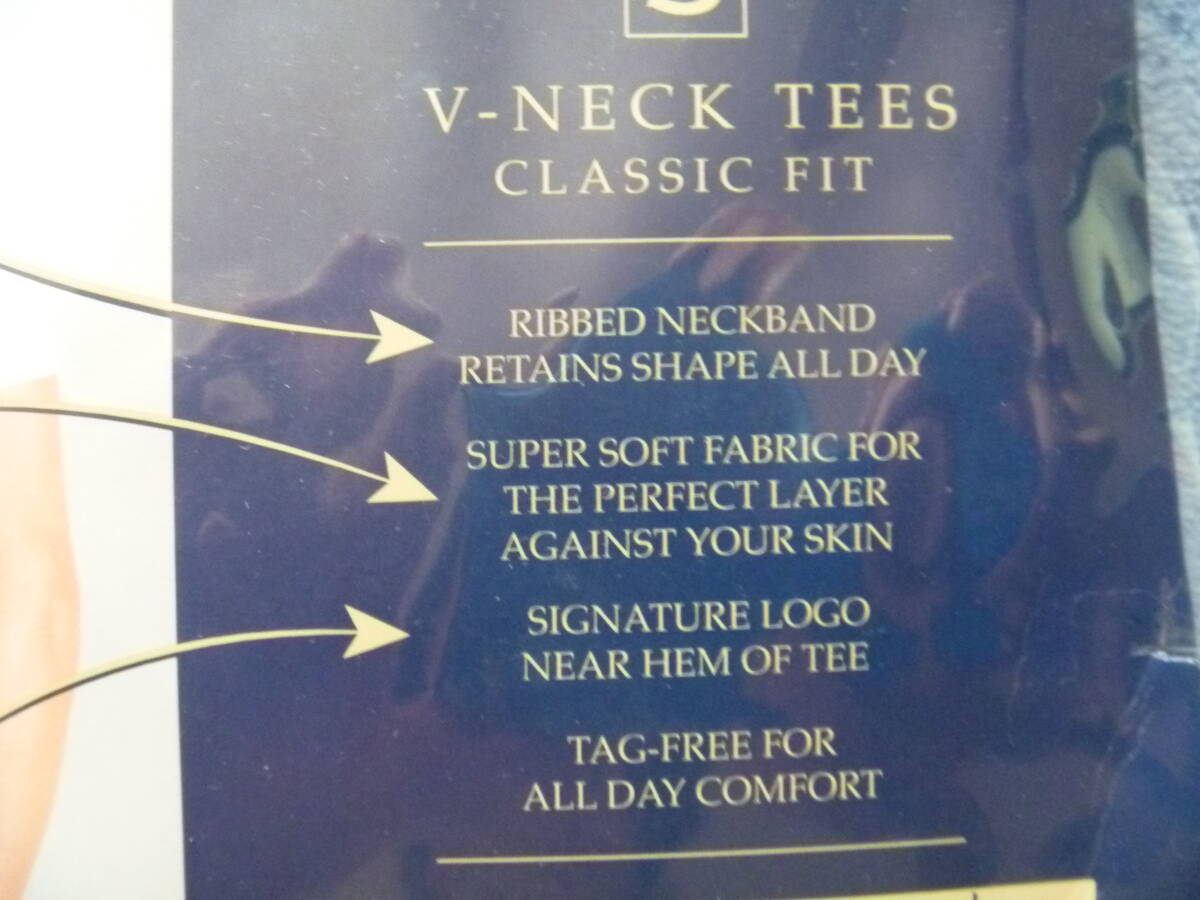 V-NECK TEES
CLASSIC FIT
RIBBED NECKBAND
RETAINS SHAPE ALL DAY
SUPER SOFT FABRIC FOR
THE PERFECT LAYER
AGAINST YOUR SKIN
SIGNATURE LOGO
NEAR HEM OF TEE
TAG-FREE FOR
ALL DAY COMFORT